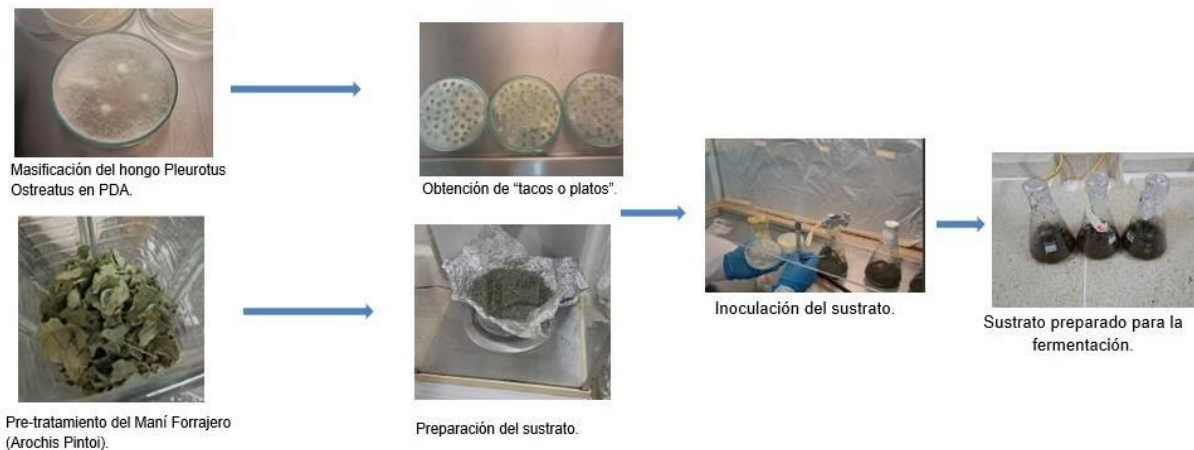 Masificación del hongo Pleurotus
Ostreatus en PDA.
Obtención de “tacos o platos”.
Pre-tratamiento del Maní Forrajero
(Arochis Pintoi).
Preparación del sustrato.
Inoculación del sustrato.
Sustrato preparado para la
fermentación.